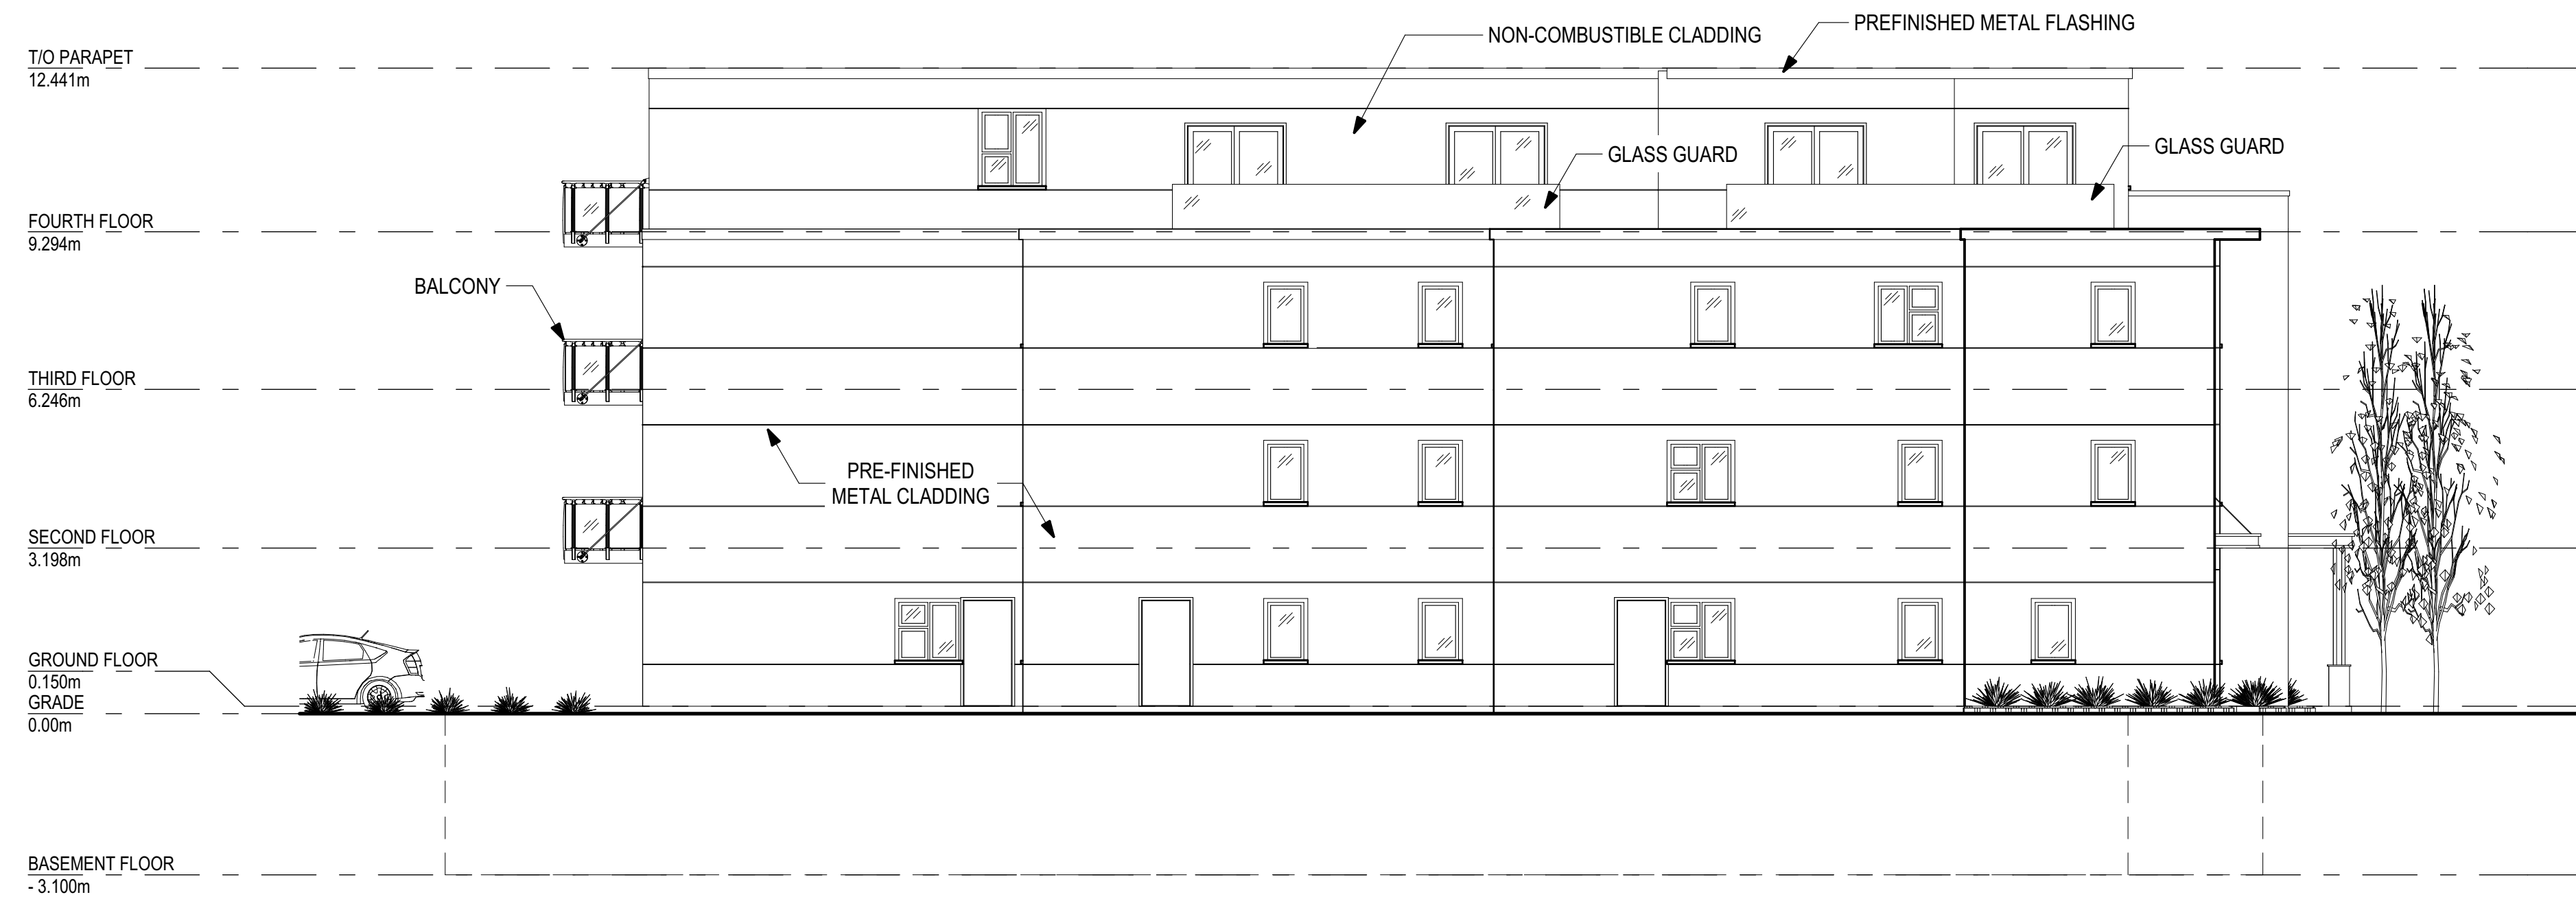 PREFINISHED METAL FLASHING
NON-COMBUSTIBLE CLADDING
T/O PARAPET
12.441m
GLASS GUARD
GLASS GUARD
FOURTH FLOOR
9.294m
BALCONY
THIRD FLOOR
6.246m
PRE-FINISHED
METAL CLADDING
SECOND FLOOR
3.198m
GROUND FLOOR
0.150m
GRADE
0.00m
BASEMENT FLOOR
- 3.100m